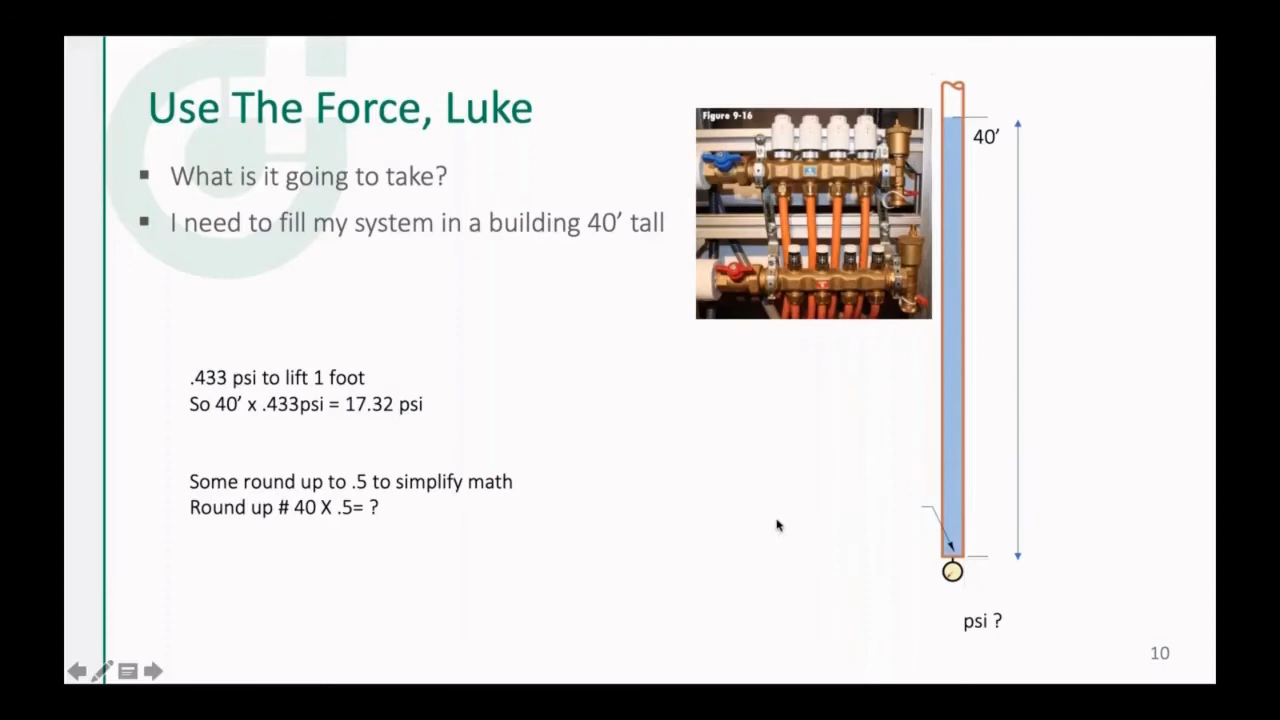 Use The Force, Luke
What is it going to take?
I need to fill my system in a building 40’ tall
.433 psi to lift 1 foot
So 40’ x .433psi = 17.32 psi
Some round up to .5 to simplify math
Round up # 40 X .5= ?
Figure 9-16
40’
psi ?
10